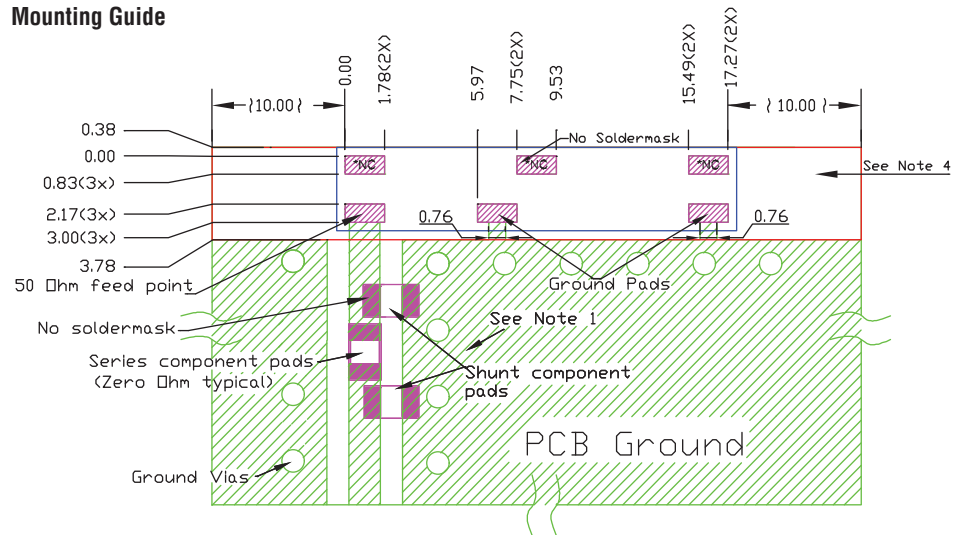 Mounting Guide
0.00
1.78(2X)
5.97
7.75(2X)
9.53
15.49(2X)
17.27(2X)
10.00
10.00
0.38
0.00
0.83(3x)
2.17(3x)
3.00(3x)
3.78
No Soldermask
*NC
*NC
*NC
See Note 4
0.76
0.76
50 Ohm feed point
Ground Pads
No soldermask
See Note 1
Series component pads
(Zero Ohm typical)
Shunt component
pads
PCB Ground
Ground Vias